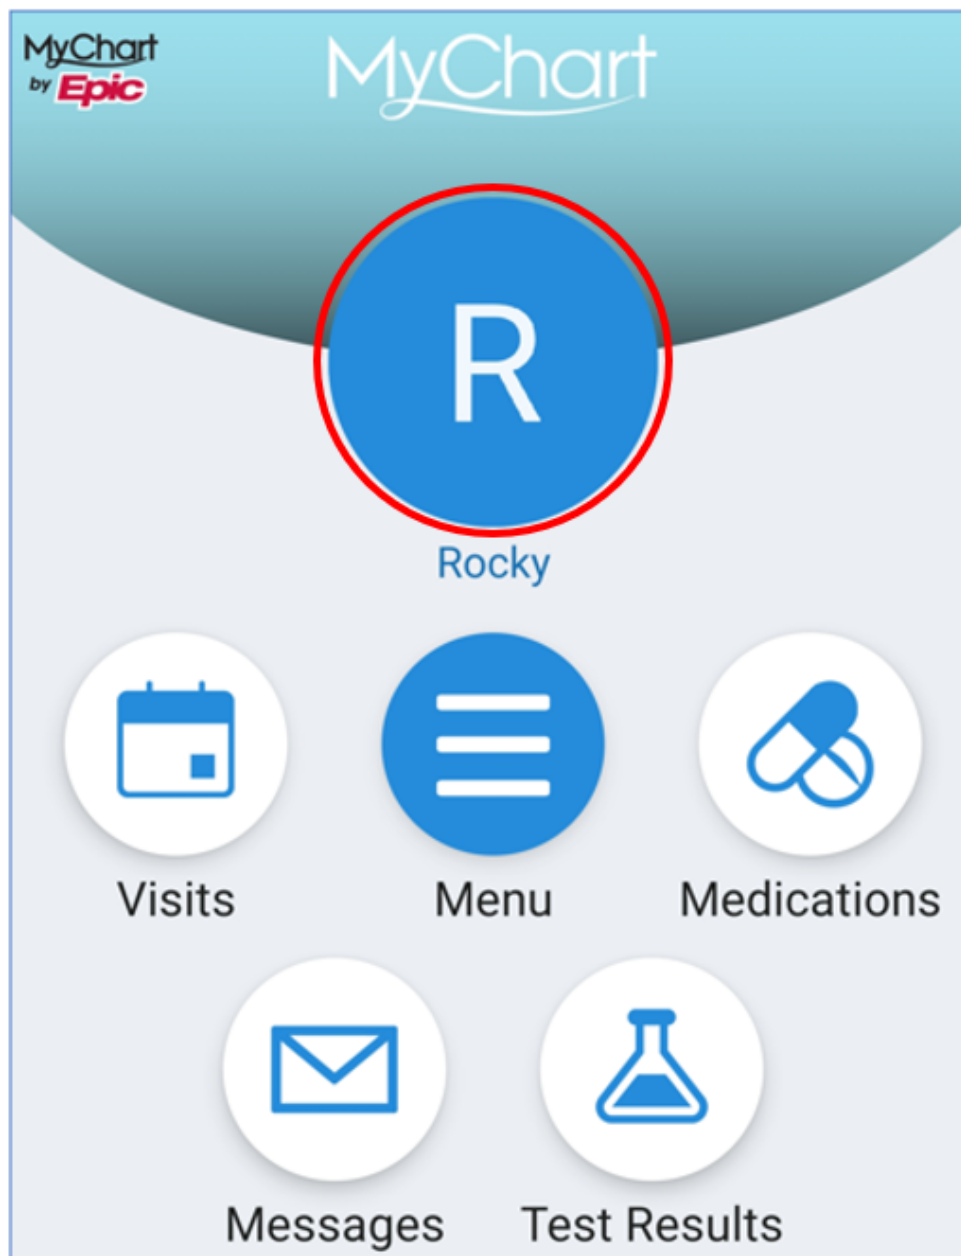 MyChart
by Epic
MyChart
R
Rocky
Visits
Menu
Medications
Messages
Test Results